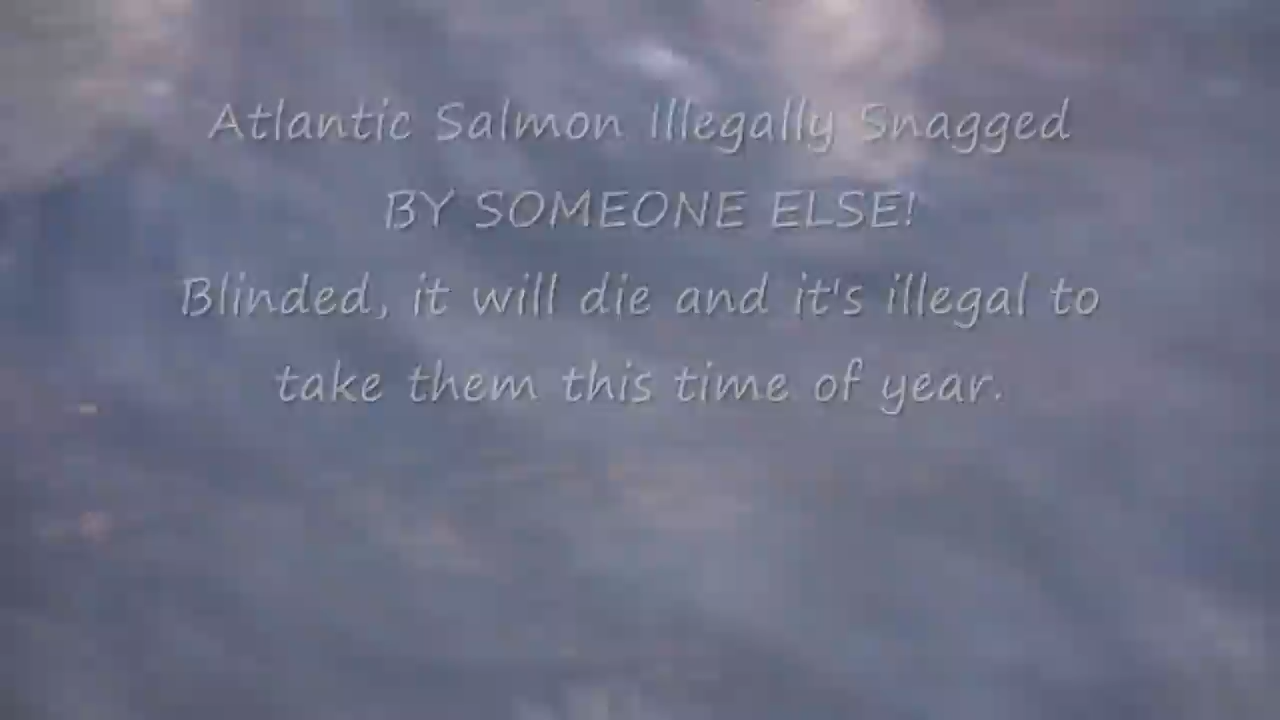 Atlantic Salmon Illegally Snagged
BY SOMEONE ELSE!
Blinded, it will die and it's illegal to
take them this time of year.